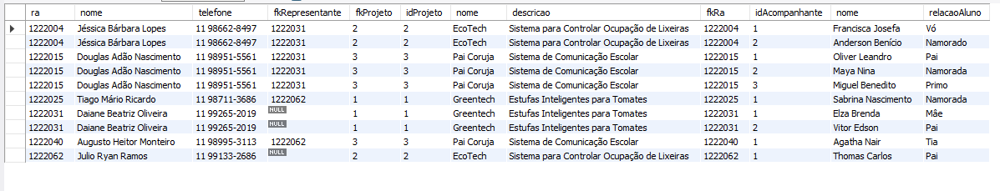 ra nome telefone fkRepresentante fkProjeto idProjeto nome descricao fkRa idAcompanhante nome relacaoAluno
1222004 Jéssica Bárbara Lopes 11 98662-8497 1222031 2 2 EcoTech Sistema para Controlar Ocupação de Lixeiras 1222004 1 Francisca Josefa Vó
1222004 Jéssica Bárbara Lopes 11 98662-8497 1222031 2 2 EcoTech Sistema para Controlar Ocupação de Lixeiras 1222004 2 Anderson Benício Namorado
1222015 Douglas Adão Nascimento 11 98951-5561 1222031 3 3 Pai Coruja Sistema de Comunicação Escolar 1222015 1 Oliver Leandro Pai
1222015 Douglas Adão Nascimento 11 98951-5561 1222031 3 3 Pai Coruja Sistema de Comunicação Escolar 1222015 2 Maya Nina Namorada
1222015 Douglas Adão Nascimento 11 98951-5561 1222031 3 3 Pai Coruja Sistema de Comunicação Escolar 1222015 3 Miguel Benedito Primo
1222025 Tiago Mário Ricardo 11 98711-3686 1222062 1 1 Greentech Estufas Inteligentes para Tomates 1222025 1 Sabrina Nascimento Namorada
1222031 Daiane Beatriz Oliveira 11 99265-2019 NULL 1 1 Greentech Estufas Inteligentes para Tomates 1222031 1 Elza Brenda Mãe
1222031 Daiane Beatriz Oliveira 11 99265-2019 NULL 1 1 Greentech Estufas Inteligentes para Tomates 1222031 2 Vitor Edson Pai
1222040 Augusto Heitor Monteiro 11 98995-3113 1222062 3 3 Pai Coruja Sistema de Comunicação Escolar 1222040 1 Agatha Nair Tia
1222062 Julio Ryan Ramos 11 99133-2686 NULL 2 2 EcoTech Sistema para Controlar Ocupação de Lixeiras 1222062 1 Thomas Carlos Pai